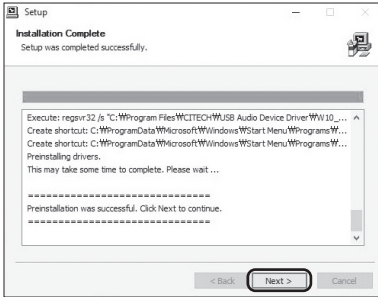 Setup
Installation Complete
Setup was completed successfully.
Execute: regsvr32 /s "C:₩Program Files₩CITECH₩USB Audio Device Driver₩W10_...
Create shortcut: C:₩ProgramData₩Microsoft₩Windows₩Start Menu₩Programs₩...
Create shortcut: C:₩ProgramData₩Microsoft₩Windows₩Start Menu₩Programs₩...
Preinstalling drivers.
This may take some time to complete. Please wait ...
==============================
Preinstallation was successful. Click Next to continue.
==============================
< Back Next > Cancel